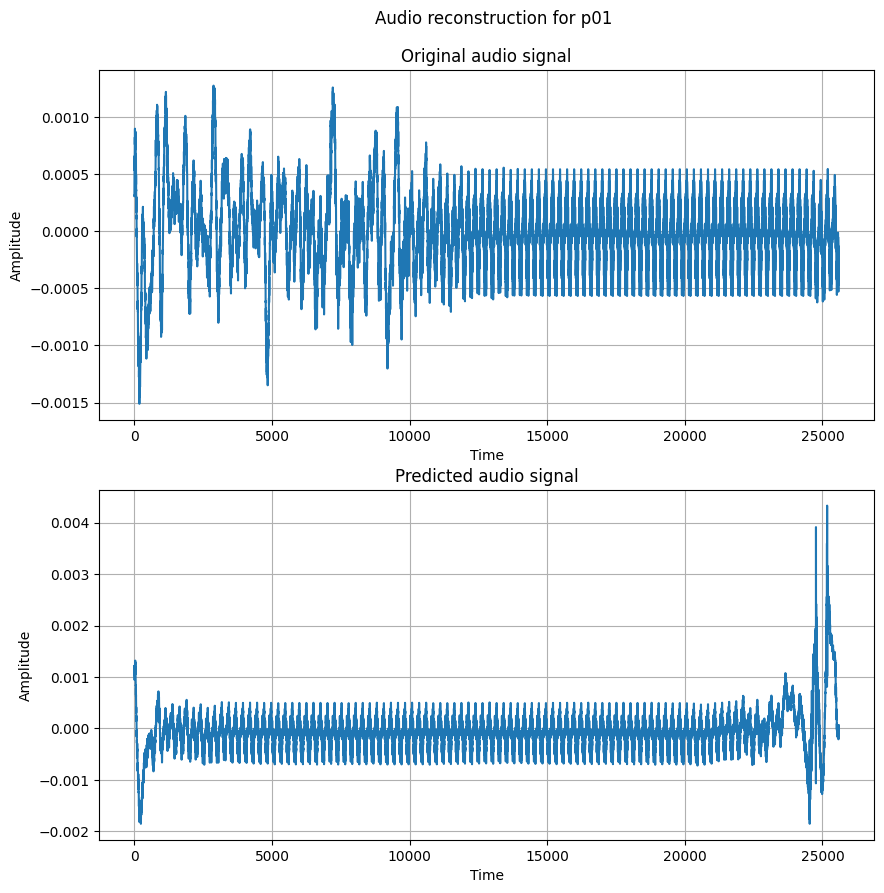 Audio reconstruction for p01
Original audio signal
Amplitude
0.0010
0.0005
0.0000
−0.0005
−0.0010
−0.0015
0 5000 10000 15000 20000 25000
Time
Predicted audio signal
Amplitude
0.004
0.003
0.002
0.001
0.000
−0.001
−0.002
0 5000 10000 15000 20000 25000
Time